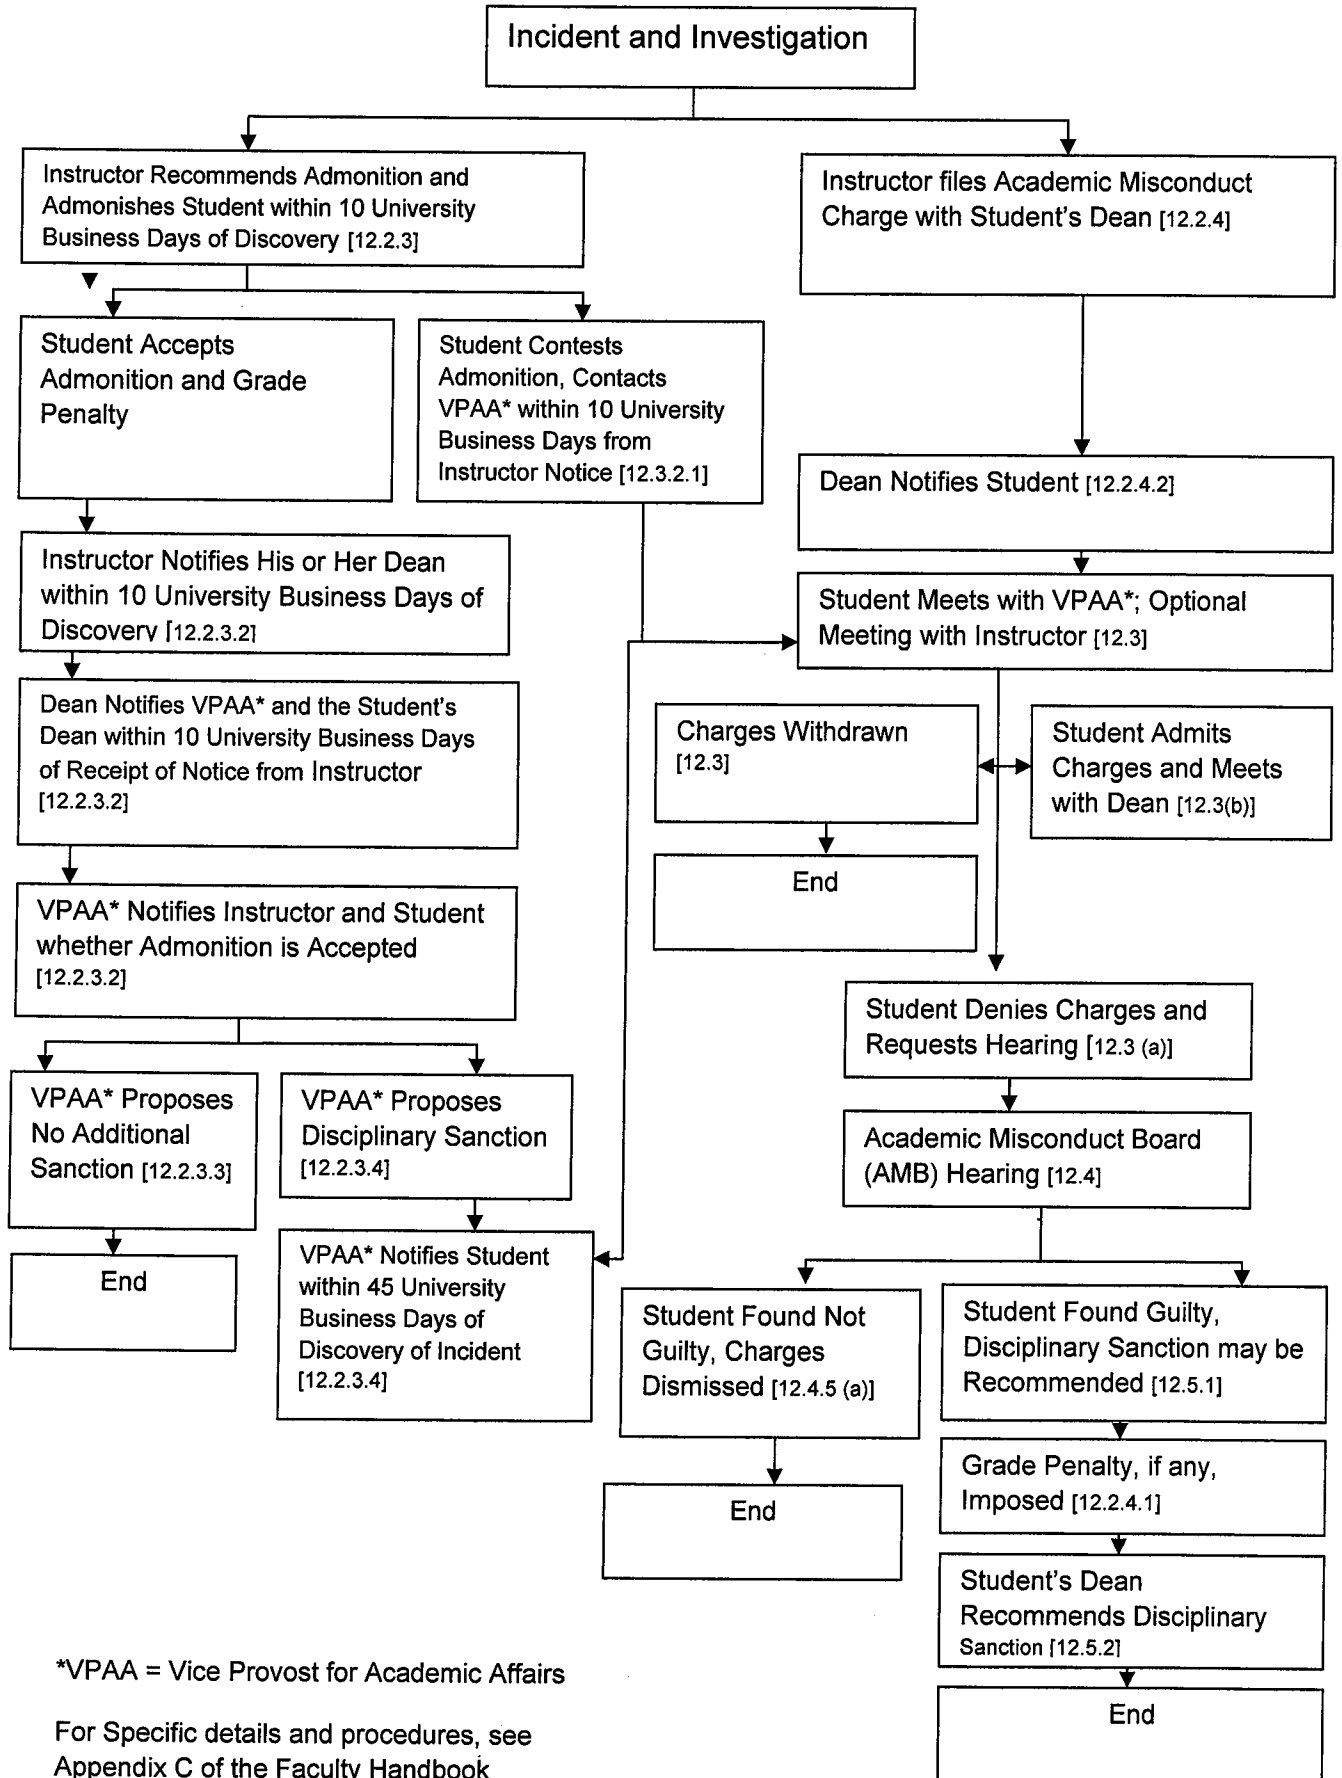 Incident and Investigation
Instructor Recommends Admonition and
Admonishes Student within 10 University
Business Days of Discovery [12.2.3]
Instructor files Academic Misconduct
Charge with Student's Dean [12.2.4]
Student Accepts
Admonition and Grade
Penalty
Student Contests
Admonition, Contacts
VPAA* within 10 University
Business Days from
Instructor Notice [12.3.2.1]
Dean Notifies Student [12.2.4.2]
Instructor Notifies His or Her Dean
within 10 University Business Days of
Discovery [12.2.3.2]
Student Meets with VPAA*; Optional
Meeting with Instructor [12.3]
Dean Notifies VPAA* and the Student's
Dean within 10 University Business Days
of Receipt of Notice from Instructor
[12.2.3.2]
Charges Withdrawn
[12.3]
Student Admits
Charges and Meets
with Dean [12.3(b)]
End
VPAA* Notifies Instructor and Student
whether Admonition is Accepted
[12.2.3.2]
Student Denies Charges and
Requests Hearing [12.3 (a)]
VPAA* Proposes
No Additional
Sanction [12.2.3.3]
VPAA* Proposes
Disciplinary Sanction
[12.2.3.4]
Academic Misconduct Board
(AMB) Hearing [12.4]
End
VPAA* Notifies Student
within 45 University
Business Days of
Discovery of Incident
[12.2.3.4]
Student Found Not
Guilty, Charges
Dismissed [12.4.5 (a)]
Student Found Guilty,
Disciplinary Sanction may be
Recommended [12.5.1]
End
Grade Penalty, if any,
Imposed [12.2.4.1]
Student's Dean
Recommends Disciplinary
Sanction [12.5.2]
End
*VPAA = Vice Provost for Academic Affairs
For Specific details and procedures, see
Appendix C of the Faculty Handbook